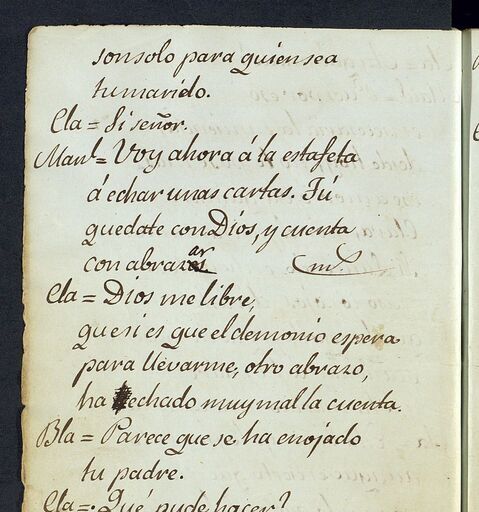 son solo para quien sea
tu marido.
Cla = Si señor.
Man.l = Voy ahora á la estafeta
á echar unas cartas. Tú
quedate con Dios, y cuenta
con abrazar
Cla = Dios me libre,
que si es que el demonio espera
para llevarme, otro abrazo,
ha echado muy mal la cuenta.
Bla = Parece que se ha enojado
tu padre.
Cla = Qué pude hacer?